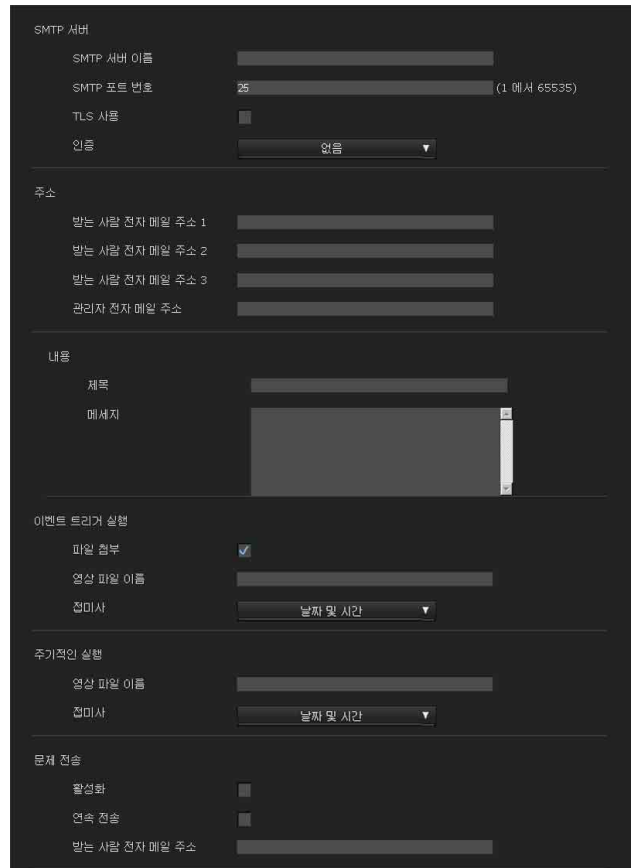 SMTP 서버
SMTP 서버 이름
SMTP 포트 번호 25 (1 에서 65535)
TLS 사용
인증 없음
주소
받는 사람 전자 메일 주소 1
받는 사람 전자 메일 주소 2
받는 사람 전자 메일 주소 3
관리자 전자 메일 주소
내용
제목
메세지
이벤트 트리거 실행
파일 첨부
영상 파일 이름
접미사 날짜 및 시간
주기적인 실행
영상 파일 이름
접미사 날짜 및 시간
문제 전송
활성화
연속 전송
받는 사람 전자 메일 주소